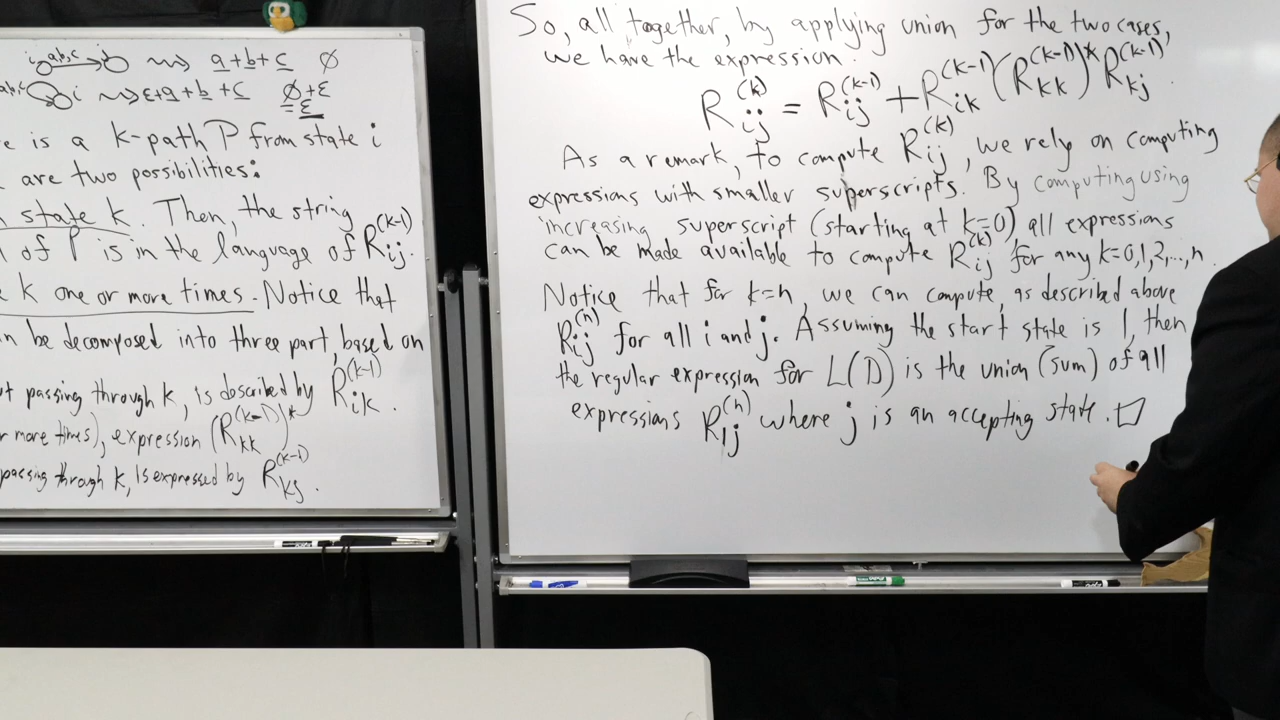 i a,b,c j ⇝ a+b+c ∅
a,b,c i ⇝ ε+a+b+c ∅+ε
= ε
e is a k-path P from state i
are two possibilities:
state k. Then, the string
of P is in the language of R_ij^(k-1).
k one or more times. Notice that
n be decomposed into three part, based on
t passing through k, is described by R_ik^(k-1).
r more times), expression (R_kk^(k-1))*
passing through k, is expressed by R_kj^(k-1).
So, all together, by applying union for the two cases,
we have the expression.
R_ij^(k) = R_ij^(k-1) + R_ik^(k-1) (R_kk^(k-1))* R_kj^(k-1).
As a remark, to compute R_ij^(k), we rely on computing
expressions with smaller superscripts. By computing using
increasing superscript (starting at k=0), all expressions
can be made available to compute R_ij^(k) for any k=0,1,2,...,n.
Notice that for k=n, we can compute, as described above
R_ij^(n) for all i and j. Assuming the start state is 1, then
the regular expression for L(D) is the union (sum) of all
expressions R_1j^(n) where j is an accepting state. □